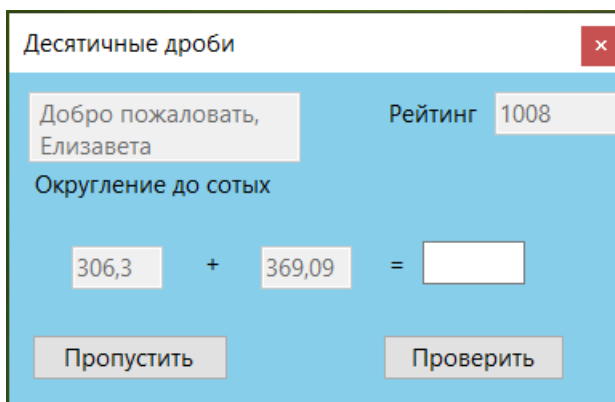 Десятичные дроби ×
Добро пожаловать,
Елизавета
Рейтинг 1008
Округление до сотых
306,3 + 369,09 =
Пропустить Проверить